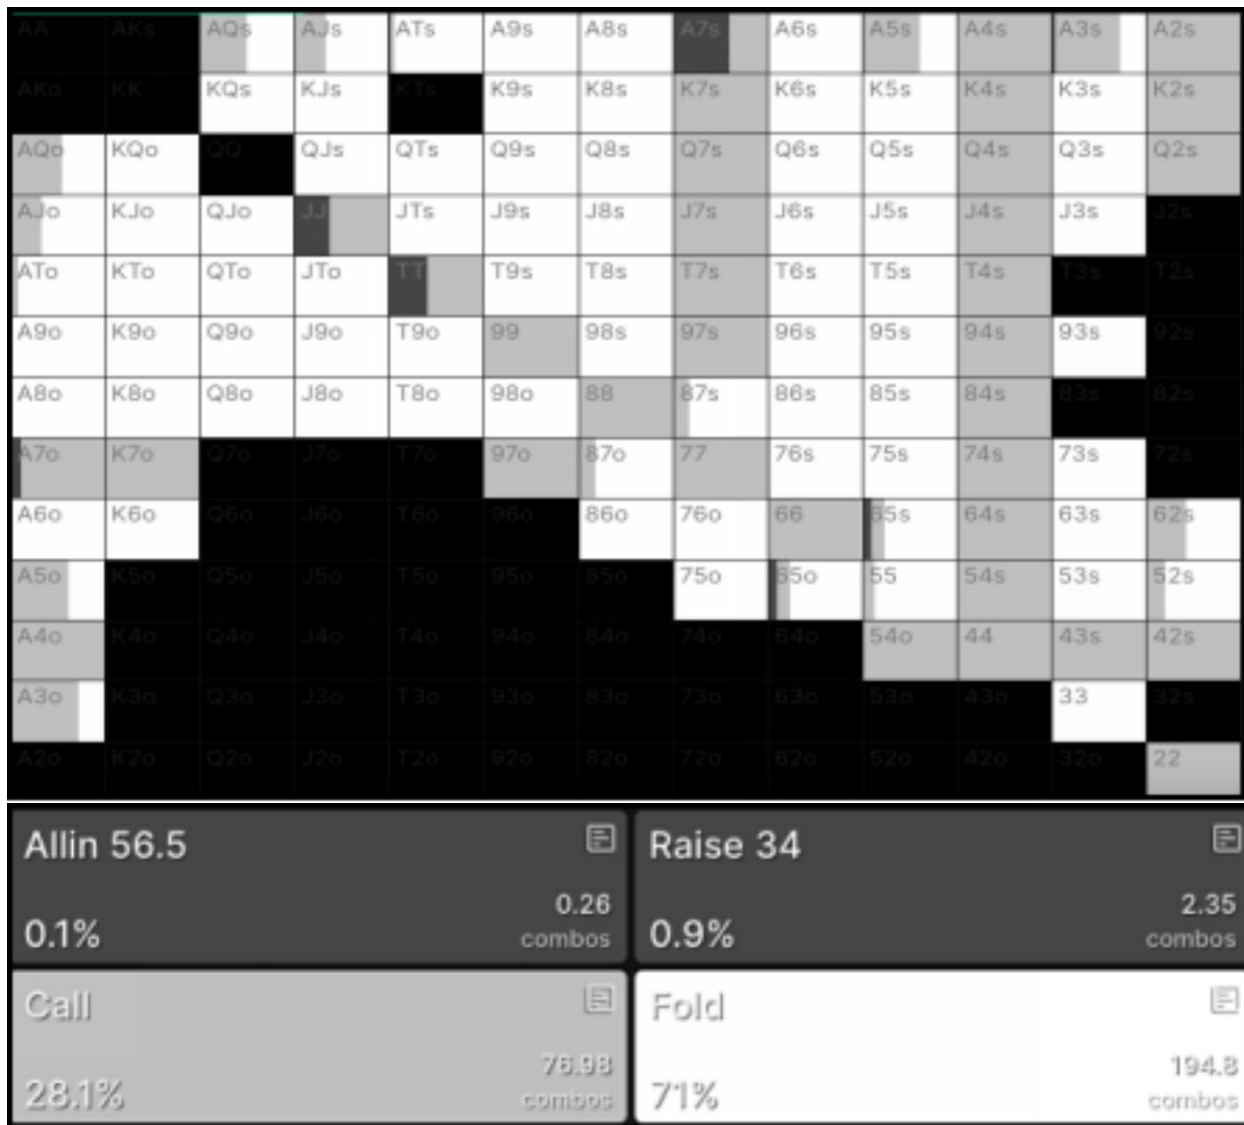 AA AKs AQs AJs ATs A9s A8s A7s A6s A5s A4s A3s A2s
AKo KK KQs KJs KTs K9s K8s K7s K6s K5s K4s K3s K2s
AQo KQo QQ QJs QTs Q9s Q8s Q7s Q6s Q5s Q4s Q3s Q2s
AJo KJo QJo JJ JTs J9s J8s J7s J6s J5s J4s J3s J2s
ATo KTo QTo JTo TT T9s T8s T7s T6s T5s T4s T3s T2s
A9o K9o Q9o J9o T9o 99 98s 97s 96s 95s 94s 93s 92s
A8o K8o Q8o J8o T8o 98o 88 87s 86s 85s 84s 83s 82s
A7o K7o Q7o J7o T7o 97o 87o 77 76s 75s 74s 73s 72s
A6o K6o Q6o J6o T6o 96o 86o 76o 66 65s 64s 63s 62s
A5o K5o Q5o J5o T5o 95o 85o 75o 65o 55 54s 53s 52s
A4o K4o Q4o J4o T4o 94o 84o 74o 64o 54o 44 43s 42s
A3o K3o Q3o J3o T3o 93o 83o 73o 63o 53o 43o 33 32s
A2o K2o Q2o J2o T2o 92o 82o 72o 62o 52o 42o 32o 22
Allin 56.5
0.26
0.1% combos
Raise 34
2.35
0.9% combos
Call
76.98
28.1% combos
Fold
194.8
71% combos